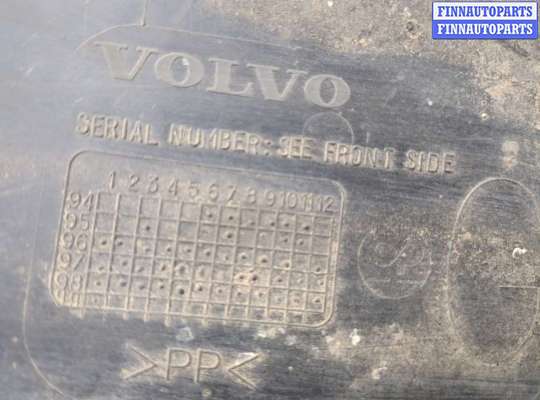 FINNAUTOPARTS
FINNAUTOPARTS
VOLVO
SERIAL NUMBER: SEE FRONT SIDE
1 2 3 4 5 6 7 8 9 10 11 12
94
95
96
97
98
>PP<